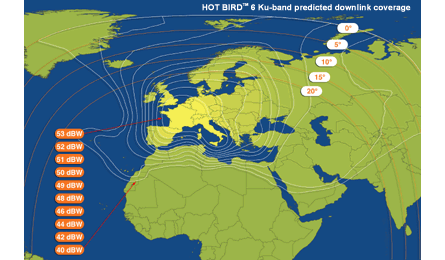 HOT BIRD™ 6 Ku-band predicted downlink coverage
0°
5°
10°
15°
20°
53 dBW
52 dBW
51 dBW
50 dBW
49 dBW
48 dBW
46 dBW
44 dBW
42 dBW
40 dBW